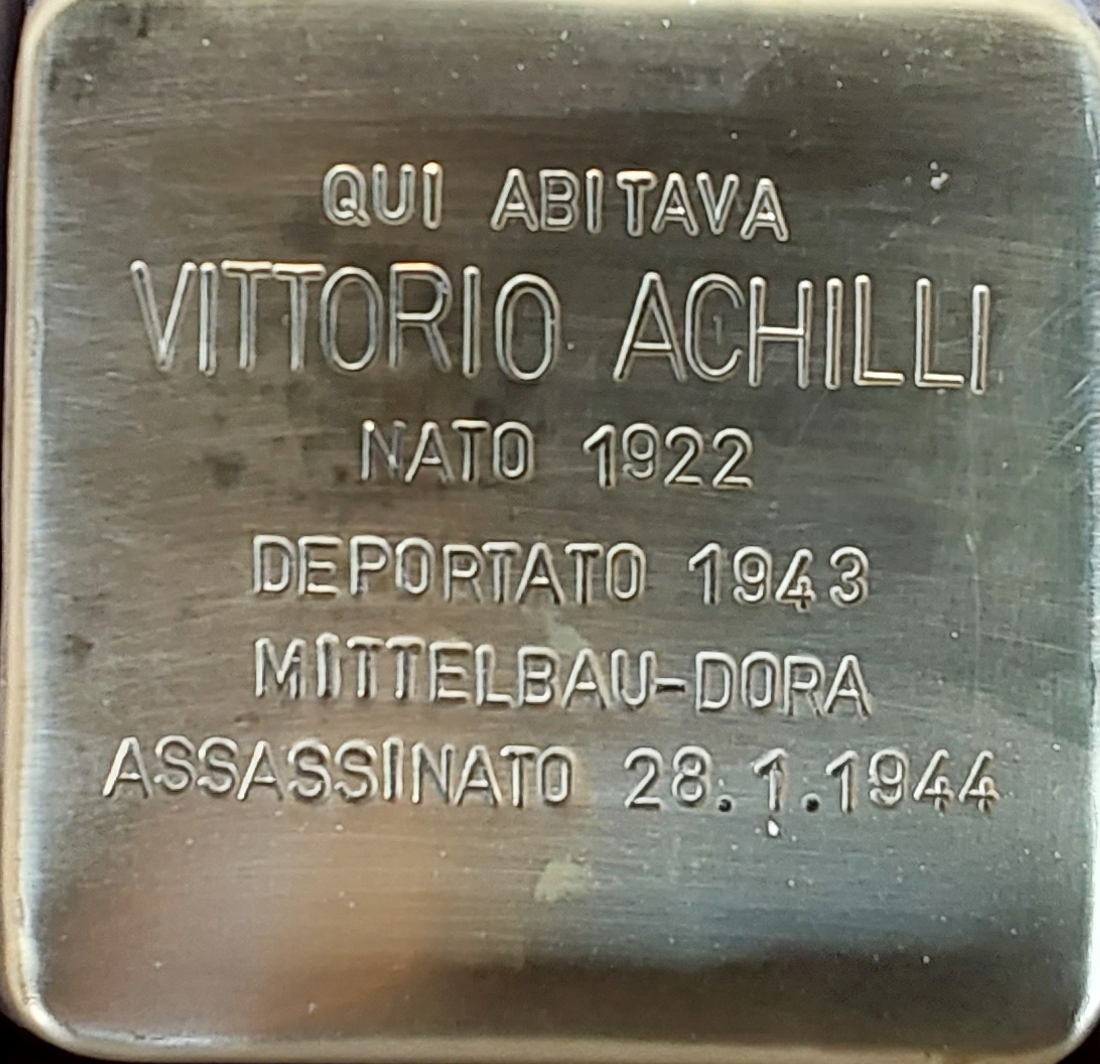 QUI ABITAVA
VITTORIO ACHILLI
NATO 1922
DEPORTATO 1943
MITTELBAU-DORA
ASSASSINATO 28.1.1944